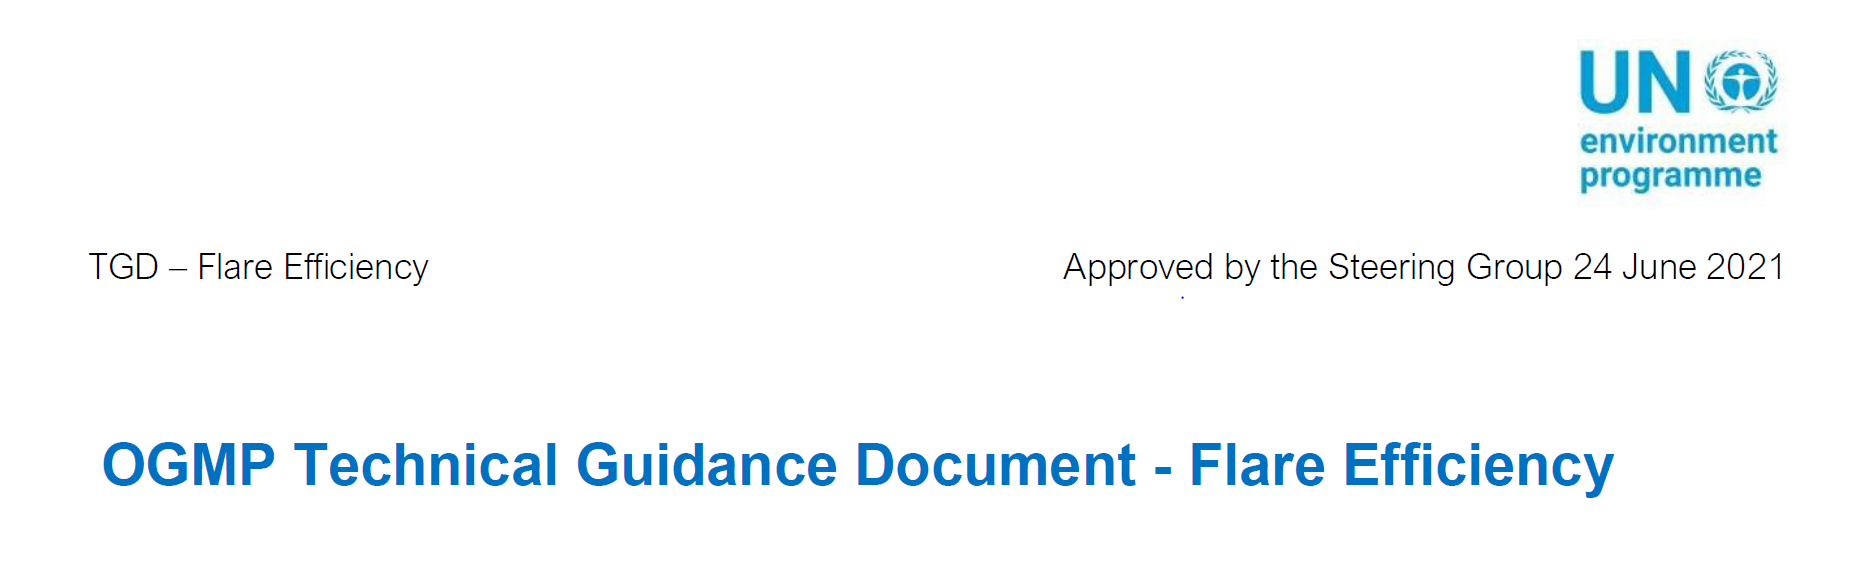 UN
environment
programme
TGD – Flare Efficiency
Approved by the Steering Group 24 June 2021
OGMP Technical Guidance Document - Flare Efficiency